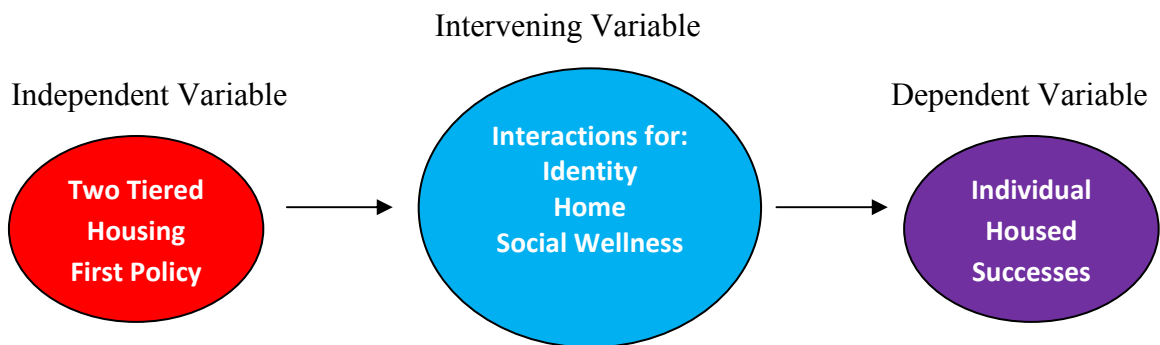 Intervening Variable
Independent Variable
Dependent Variable
Two Tiered
Housing
First Policy
Interactions for:
Identity
Home
Social Wellness
Individual
Housed
Successes